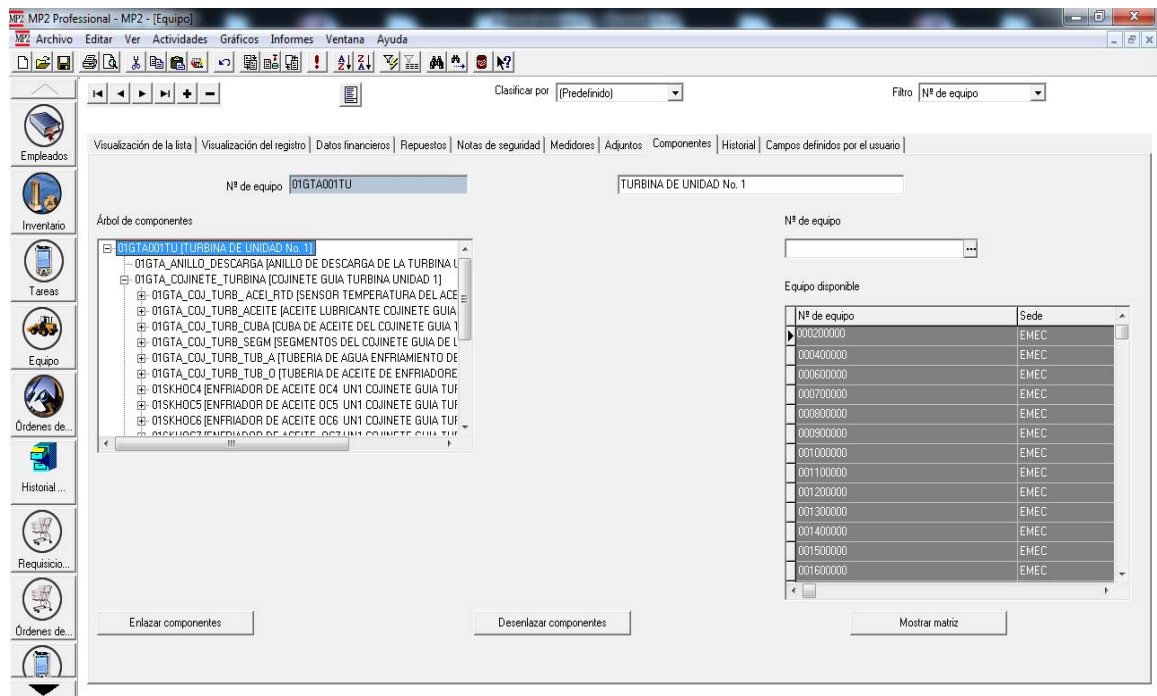 MP2 Professional - MP2 - [Equipo]
Archivo Editar Ver Actividades Gráficos Informes Ventana Ayuda
Clasificar por (Predefinido)
Filtro Nº de equipo
Empleados
Inventario
Tareas
Equipo
Órdenes de...
Historial ...
Requisicio...
Órdenes de...
Visualización de la lista Visualización del registro Datos financieros Repuestos Notas de seguridad Medidores Adjuntos Componentes Historial Campos definidos por el usuario
Nº de equipo 01GTA001TU TURBINA DE UNIDAD No. 1
Árbol de componentes
01GTA001TU [TURBINA DE UNIDAD No. 1]
01GTA_ANILLO_DESCARGA [ANILLO DE DESCARGA DE LA TURBINA U
01GTA_COJINETE_TURBINA [COJINETE GUIA TURBINA UNIDAD 1]
01GTA_COJ_TURB_ ACEI_RTD [SENSOR TEMPERATURA DEL ACE
01GTA_COJ_TURB_ACEITE [ACEITE LUBRICANTE COJINETE GUIA
01GTA_COJ_TURB_CUBA [CUBA DE ACEITE DEL COJINETE GUIA T
01GTA_COJ_TURB_SEGM [SEGMENTOS DEL COJINETE GUIA DE L
01GTA_COJ_TURB_TUB_A [TUBERIA DE AGUA ENFRIAMIENTO DE
01GTA_COJ_TURB_TUB_O [TUBERIA DE ACEITE DE ENFRIADORE
01SKHOC4 [ENFRIADOR DE ACEITE OC4 UN1 COJINETE GUIA TUF
01SKHOC5 [ENFRIADOR DE ACEITE OC5 UN1 COJINETE GUIA TUF
01SKHOC6 [ENFRIADOR DE ACEITE OC6 UN1 COJINETE GUIA TUF
Nº de equipo
...
Equipo disponible
Nº de equipo Sede
000200000 EMEC
000400000 EMEC
000600000 EMEC
000700000 EMEC
000800000 EMEC
000900000 EMEC
001000000 EMEC
001100000 EMEC
001200000 EMEC
001300000 EMEC
001400000 EMEC
001500000 EMEC
001600000 EMEC
Enlazar componentes
Desenlazar componentes
Mostrar matriz